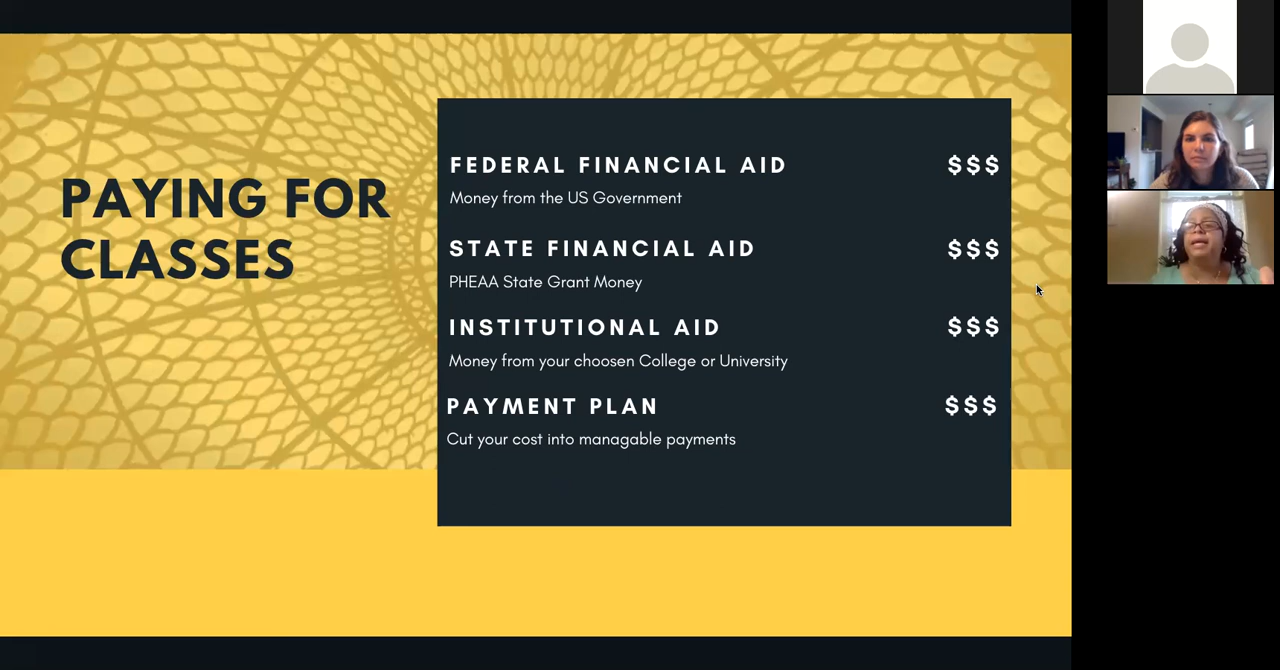 PAYING FOR
CLASSES
FEDERAL FINANCIAL AID $$$
Money from the US Government
STATE FINANCIAL AID $$$
PHEAA State Grant Money
INSTITUTIONAL AID $$$
Money from your choosen College or University
PAYMENT PLAN $$$
Cut your cost into managable payments